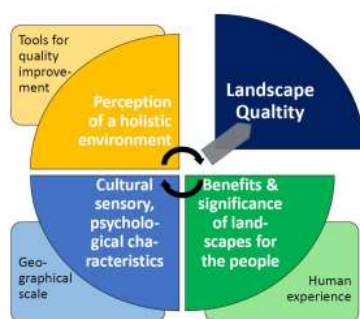 Tools for
quality
improve-
ment
Perception
of a holistic
environment
Landscape
Qualtity
Cultural
sensory,
psycholo-
gical cha-
racteristics
Benefits &
significance
of land-
scapes for
the people
Geo-
graphical
scale
Human
experience